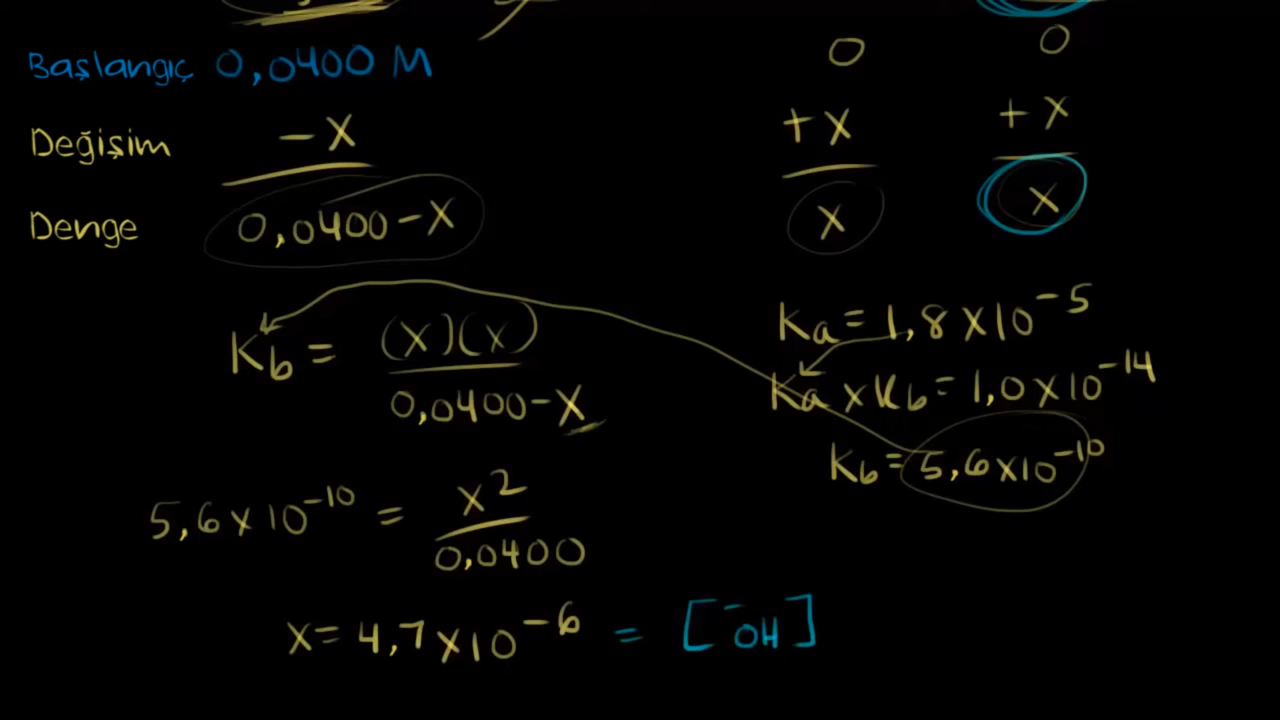 0 0
Başlangıç 0,0400 M
Değişim -X +X +X
Denge 0,0400-X X X
Kb = (X)(X) / 0,0400-X
Ka = 1,8 X 10^-5
Ka X Kb = 1,0 X 10^-14
Kb = 5,6 X 10^-10
5,6 X 10^-10 = X^2 / 0,0400
X = 4,7 X 10^-6 = [^-OH]